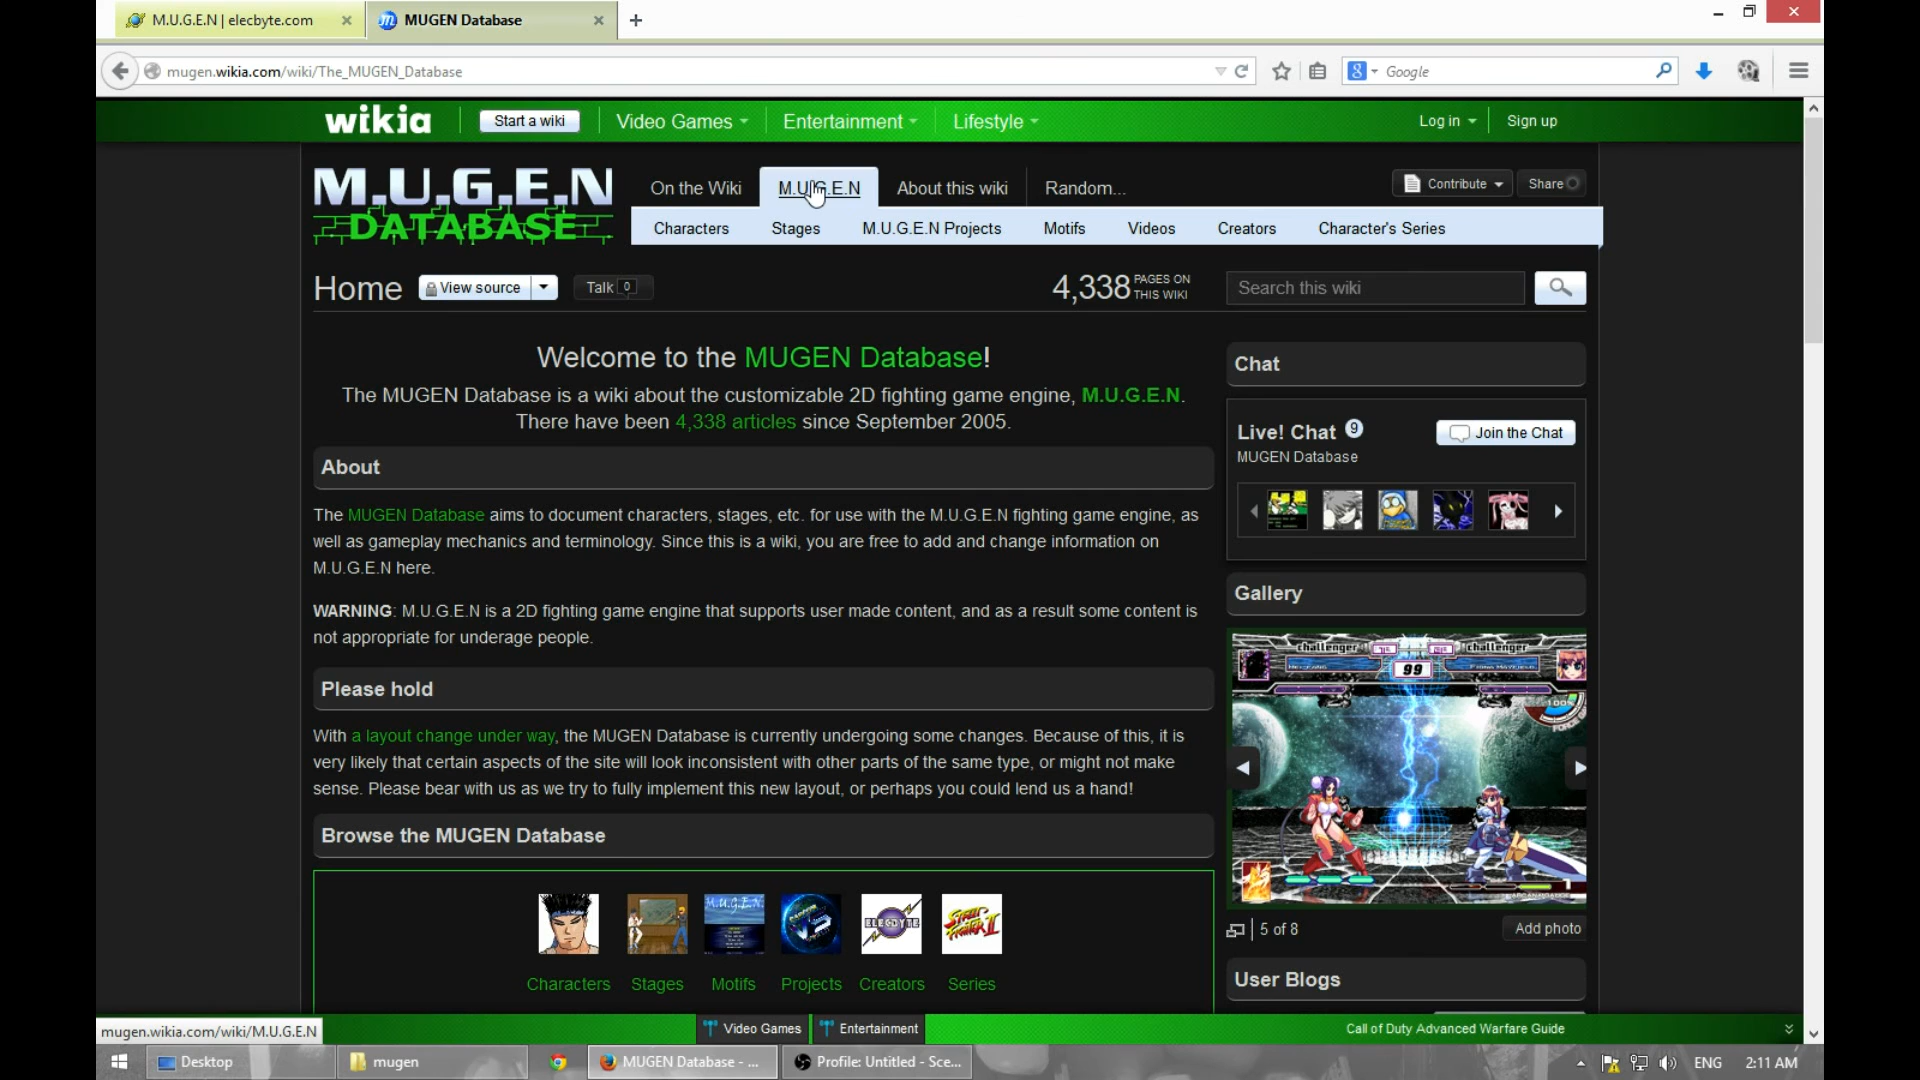 M.U.G.E.N | elecbyte.com
MUGEN Database
mugen.wikia.com/wiki/The_MUGEN_Database
Google
wikia
Start a wiki
Video Games
Entertainment
Lifestyle
Log in
Sign up
M.U.G.E.N
DATABASE
On the Wiki
M.U.G.E.N
About this wiki
Random...
Contribute
Share
Characters
Stages
M.U.G.E.N Projects
Motifs
Videos
Creators
Character's Series
Home
View source
Talk 0
4,338 PAGES ON
THIS WIKI
Search this wiki
Welcome to the MUGEN Database!
The MUGEN Database is a wiki about the customizable 2D fighting game engine, M.U.G.E.N.
There have been 4,338 articles since September 2005.
About
The MUGEN Database aims to document characters, stages, etc. for use with the M.U.G.E.N fighting game engine, as
well as gameplay mechanics and terminology. Since this is a wiki, you are free to add and change information on
M.U.G.E.N here.
WARNING: M.U.G.E.N is a 2D fighting game engine that supports user made content, and as a result some content is
not appropriate for underage people.
Please hold
With a layout change under way, the MUGEN Database is currently undergoing some changes. Because of this, it is
very likely that certain aspects of the site will look inconsistent with other parts of the same type, or might not make
sense. Please bear with us as we try to fully implement this new layout, or perhaps you could lend us a hand!
Browse the MUGEN Database
M.U.G.E.N
ELECBYTE
STREET
FIGHTER II
Characters
Stages
Motifs
Projects
Creators
Series
Chat
Live! Chat 9
Join the Chat
MUGEN Database
Gallery
challenger
challenger
99
100%
5 of 8
Add photo
User Blogs
mugen.wikia.com/wiki/M.U.G.E.N
Video Games
Entertainment
Call of Duty Advanced Warfare Guide
Desktop
mugen
MUGEN Database - ...
Profile: Untitled - Sce...
ENG
2:11 AM